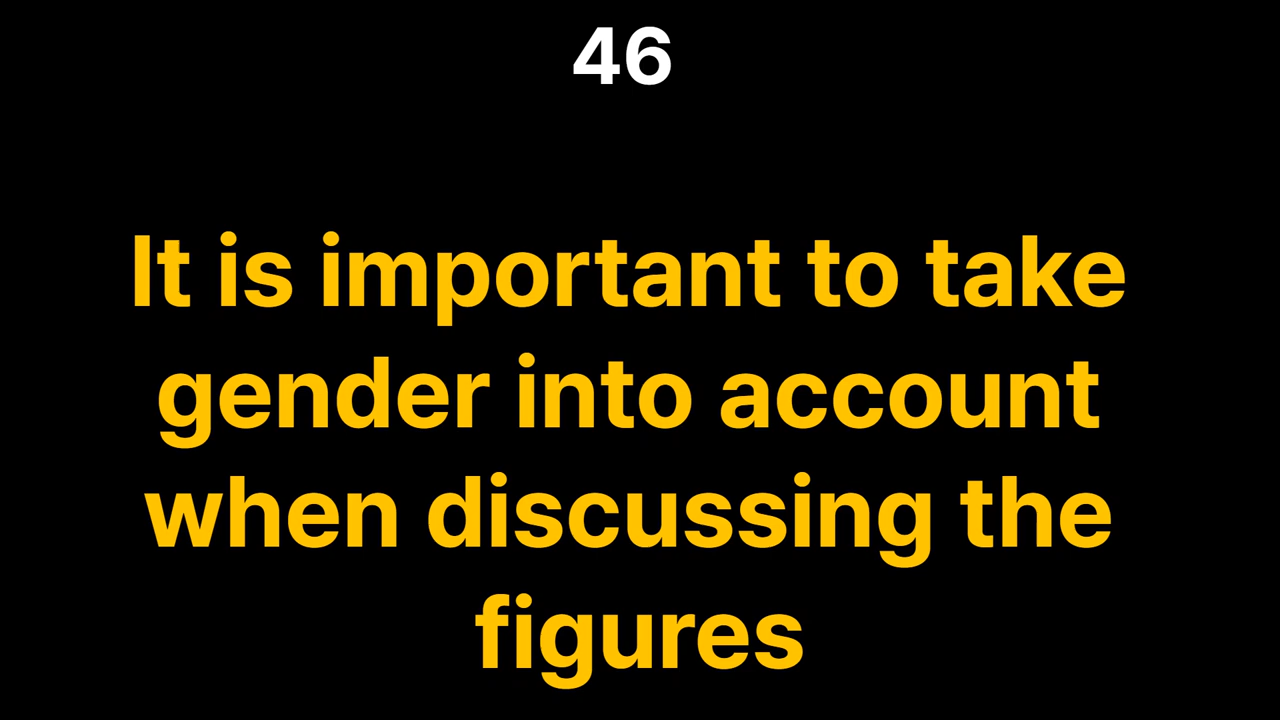 46
It is important to take
gender into account
when discussing the
figures